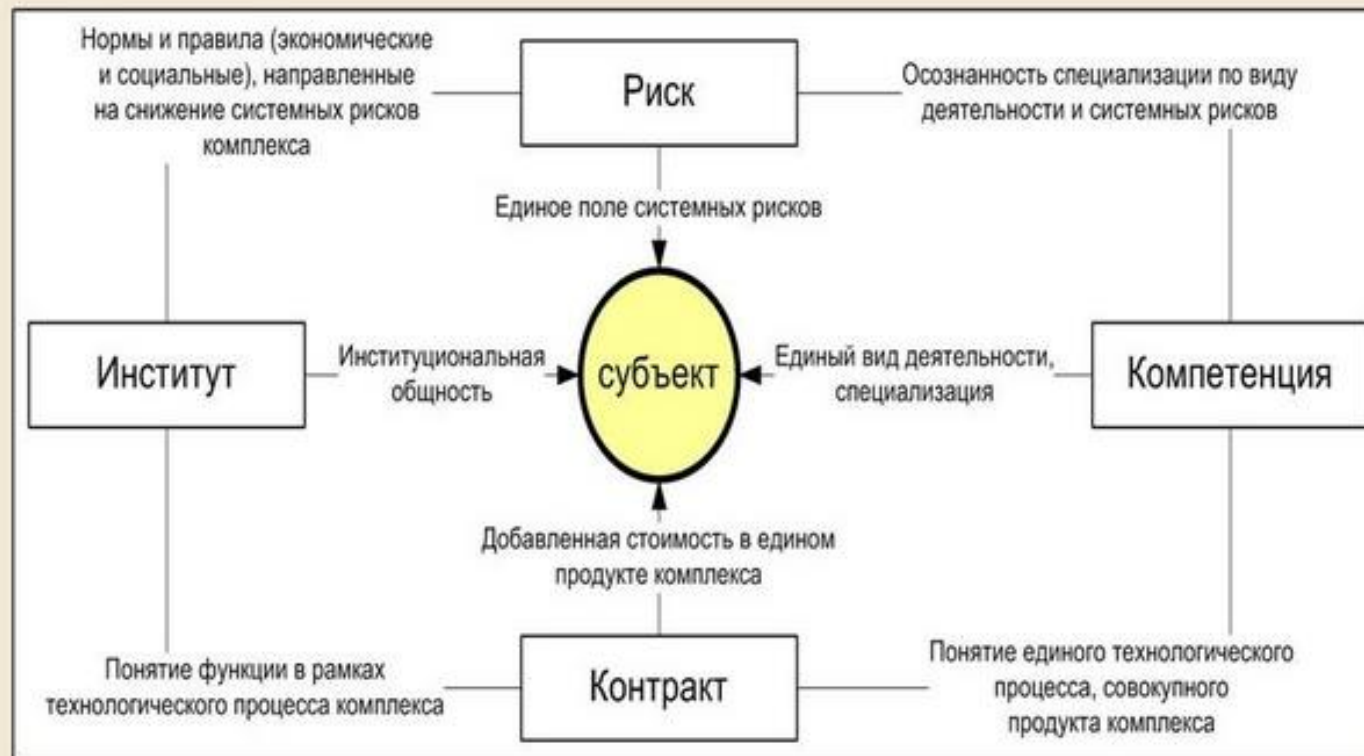 Нормы и правила (экономические
и социальные), направленные
на снижение системных рисков
комплекса
Риск
Осознанность специализации по виду
деятельности и системных рисков
Единое поле системных рисков
Институт
Институциональная
общность
субъект
Единый вид деятельности,
специализация
Компетенция
Добавленная стоимость в едином
продукте комплекса
Понятие функции в рамках
технологического процесса комплекса
Контракт
Понятие единого технологического
процесса, совокупного
продукта комплекса